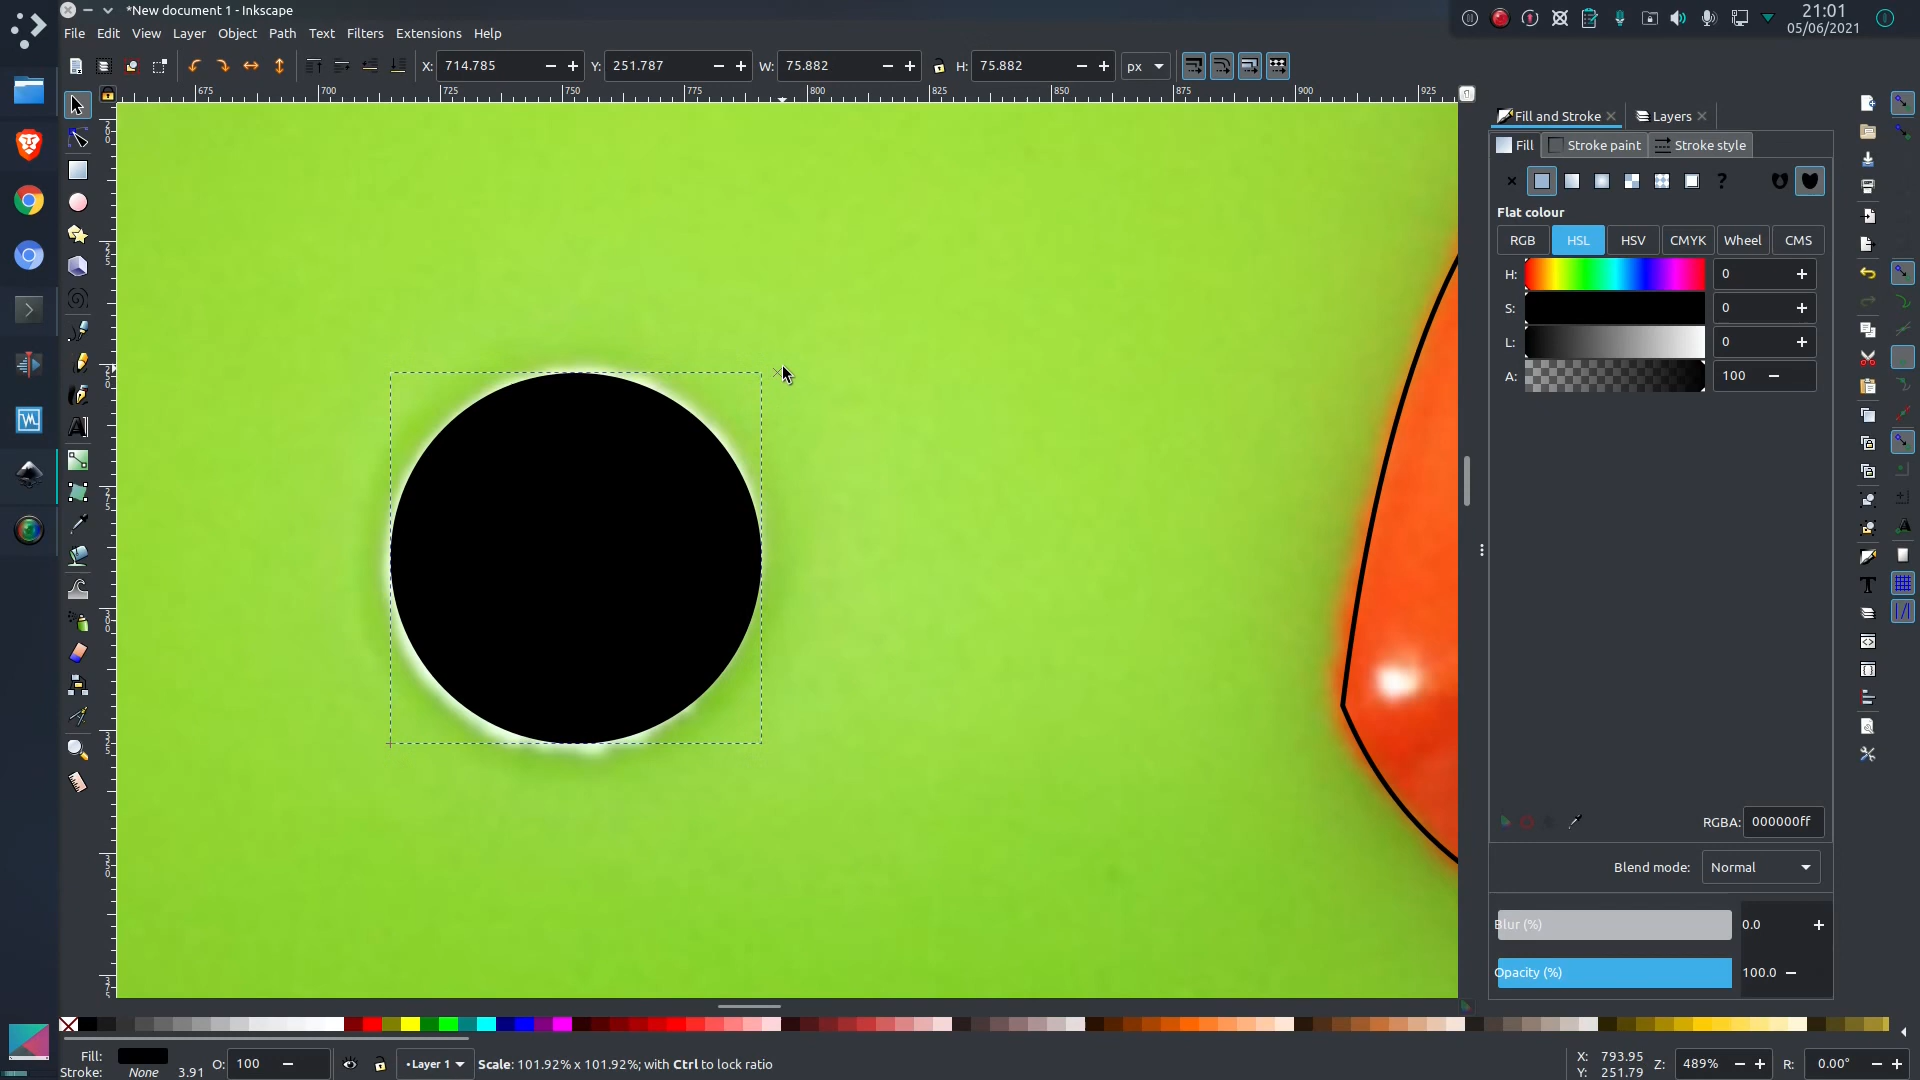 *New document 1 - Inkscape
21:01
05/06/2021
File Edit View Layer Object Path Text Filters Extensions Help
X: 714.785 − + Y: 251.787 − + W: 75.882 − + H: 75.882 − + px
675 700 725 750 775 800 825 850 875 900 925
Fill and Stroke Layers
Fill Stroke paint Stroke style
Flat colour
RGB HSL HSV CMYK Wheel CMS
H: 0 +
S: 0 +
L: 0 +
A: 100 −
RGBA: 000000ff
Blend mode: Normal
Blur (%) 0.0 +
Opacity (%) 100.0 −
Fill:
Stroke: None 3.91
O: 100 −
•Layer 1
Scale: 101.92% x 101.92%; with Ctrl to lock ratio
X: 793.95
Y: 251.79
Z: 489% − + R: 0.00° − +